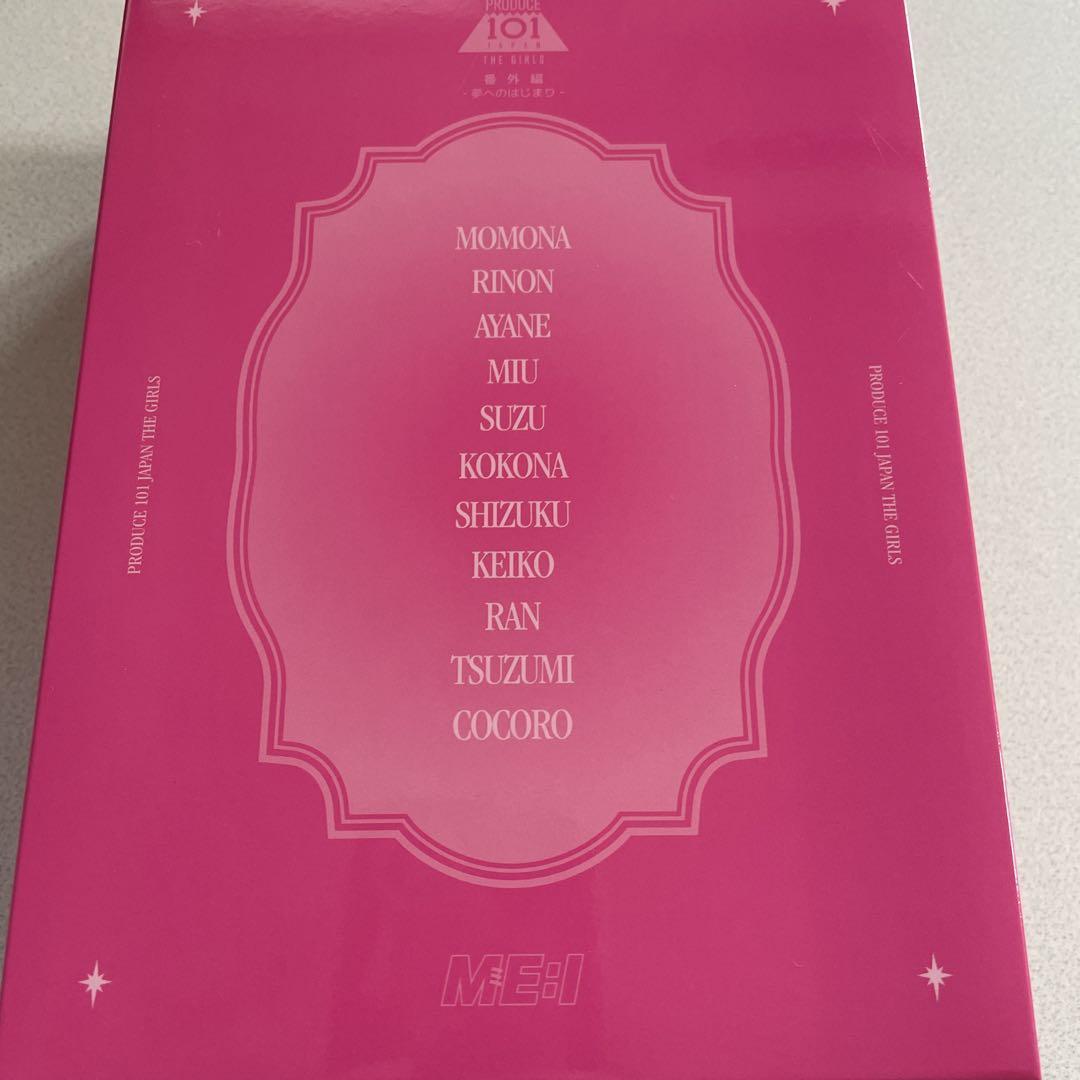 PRODUCE
101
JAPAN
THE GIRLS
番外編
-夢へのはじまり-
MOMONA
RINON
AYANE
MIU
SUZU
KOKONA
SHIZUKU
KEIKO
RAN
TSUZUMI
COCORO
PRODUCE 101 JAPAN THE GIRLS
PRODUCE 101 JAPAN THE GIRLS
ME:I